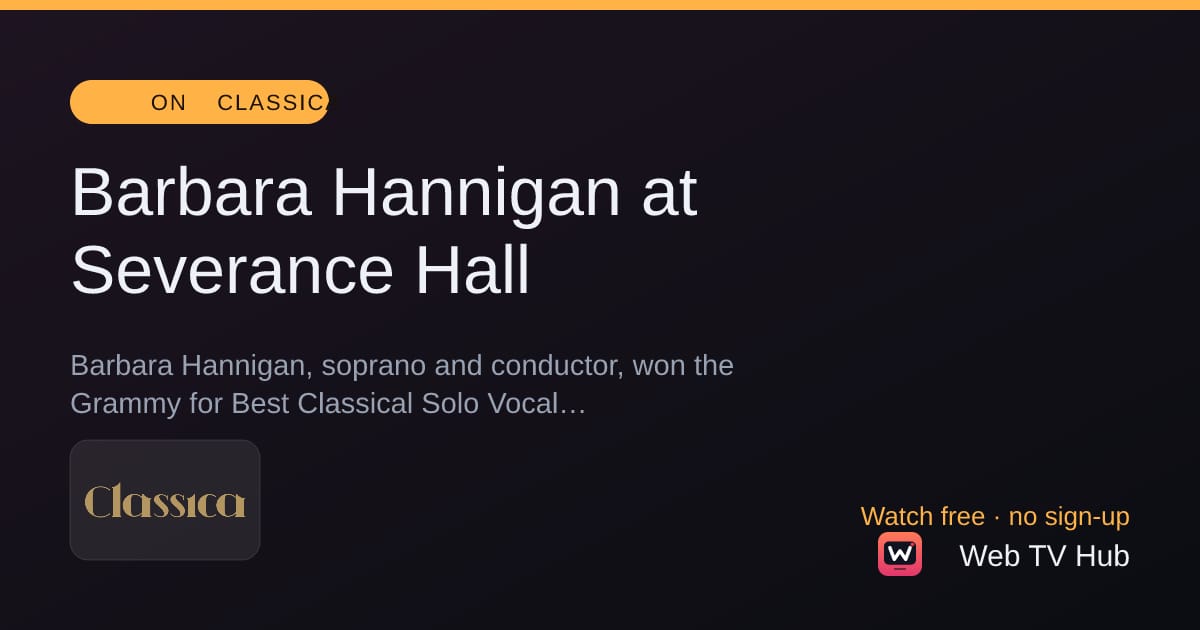 ON CLASSICA
Barbara Hannigan at
Severance Hall
Barbara Hannigan, soprano and conductor, won the
Grammy for Best Classical Solo Vocal…
Classica
Watch free · no sign-up
W
Web TV Hub